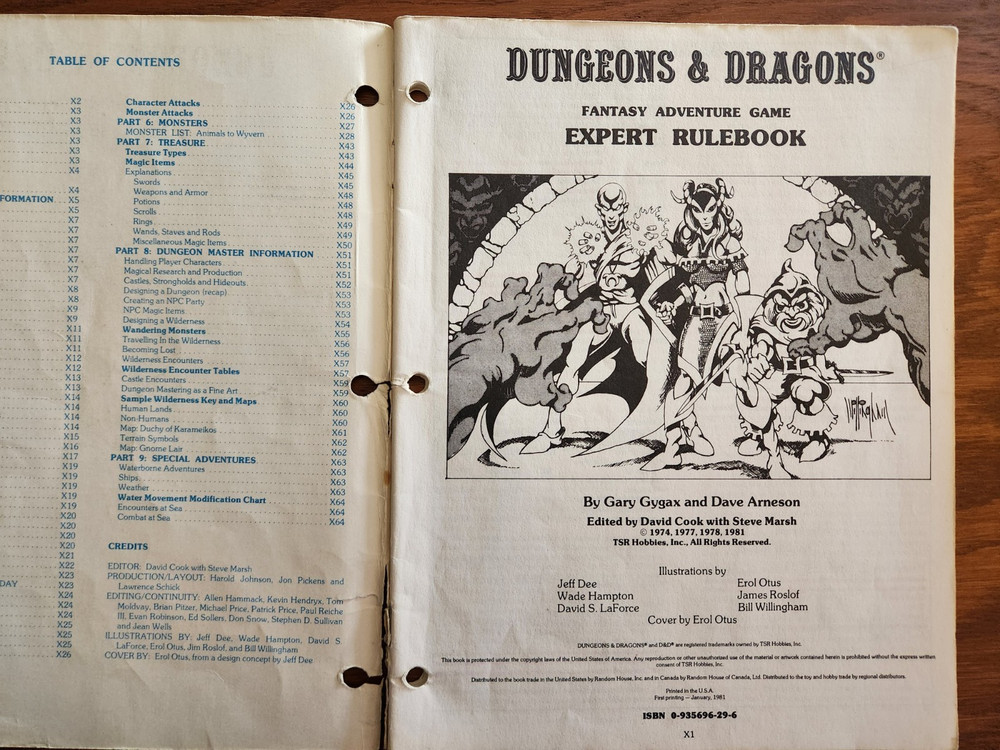 TABLE OF CONTENTS
X2
X3
X3
X3
X3
X3
X4
X4
FORMATION X5
X5
X7
X7
X7
X7
X7
X7
X8
X8
X9
X9
X11
X11
X11
X12
X12
X13
X13
X14
X14
X14
X14
X15
X16
X17
X19
X19
X19
X19
X20
X20
X20
X20
X21
X22
X23
DAY X23
X24
X24
X24
X25
X25
X25
X26
Character Attacks X26
Monster Attacks X26
PART 6: MONSTERS X27
MONSTER LIST: Animals to Wyvern X28
PART 7: TREASURE X43
Treasure Types X43
Magic Items X44
Explanations X45
Swords X45
Weapons and Armor X48
Potions X48
Scrolls X48
Rings X49
Wands, Staves and Rods X49
Miscellaneous Magic Items X50
PART 8: DUNGEON MASTER INFORMATION X51
Handling Player Characters X51
Magical Research and Production X51
Castles, Strongholds and Hideouts X52
Designing a Dungeon (recap)
Creating an NPC Party X53
NPC Magic Items X53
Designing a Wilderness X54
Wandering Monsters X55
Travelling in the Wilderness X56
Becoming Lost X56
Wilderness Encounters X57
Wilderness Encounter Tables X57
Castle Encounters X59
Dungeon Mastering as a Fine Art X59
Sample Wilderness Key and Maps X60
Human Lands X60
Non-Humans X60
Map: Duchy of Karameikos X61
Terrain Symbols X62
Map: Gnome Lair X62
PART 9: SPECIAL ADVENTURES X63
Waterborne Adventures X63
Ships X63
Weather
Water Movement Modification Chart X64
Encounters at Sea X64
Combat at Sea X64
CREDITS
EDITOR: David Cook with Steve Marsh
PRODUCTION/LAYOUT: Harold Johnson, Jon Pickens and
Lawrence Schick
EDITING/CONTINUITY: Allen Hammack, Kevin Hendryx, Tom
Moldvay, Brian Pitzer, Michael Price, Patrick Price, Paul Reiche
III, Evan Robinson, Ed Sollers, Don Snow, Stephen D. Sullivan
and Jean Wells
ILLUSTRATIONS BY: Jeff Dee, Wade Hampton, David S.
LaForce, Erol Otus, Jim Roslof, and Bill Willingham
COVER BY: Erol Otus, from a design concept by Jeff Dee
DUNGEONS & DRAGONS®
FANTASY ADVENTURE GAME
EXPERT RULEBOOK
Willingham
By Gary Gygax and Dave Arneson
Edited by David Cook with Steve Marsh
© 1974, 1977, 1978, 1981
TSR Hobbies, Inc., All Rights Reserved.
Illustrations by
Jeff Dee Erol Otus
Wade Hampton James Roslof
David S. LaForce Bill Willingham
Cover by Erol Otus
DUNGEONS & DRAGONS® and D&D® are registered trademarks owned by TSR Hobbies, Inc.
This book is protected under the copyright laws of the United States of America. Any reproduction or other unauthorized use of the material or artwork contained herein is prohibited without the express written
consent of TSR Hobbies, Inc.
Distributed to the book trade in the United States by Random House, Inc. and in Canada by Random House of Canada, Ltd. Distributed to the toy and hobby trade by regional distributors.
Printed in the U.S.A.
First printing — January, 1981
ISBN 0-935696-29-6
X1